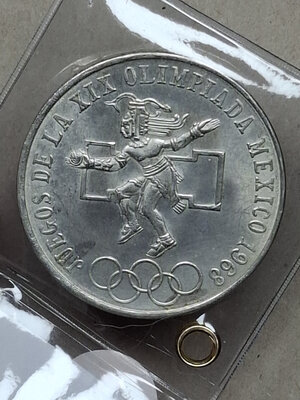 JUEGOS DE LA XIX OLIMPIADA MEXICO 1968